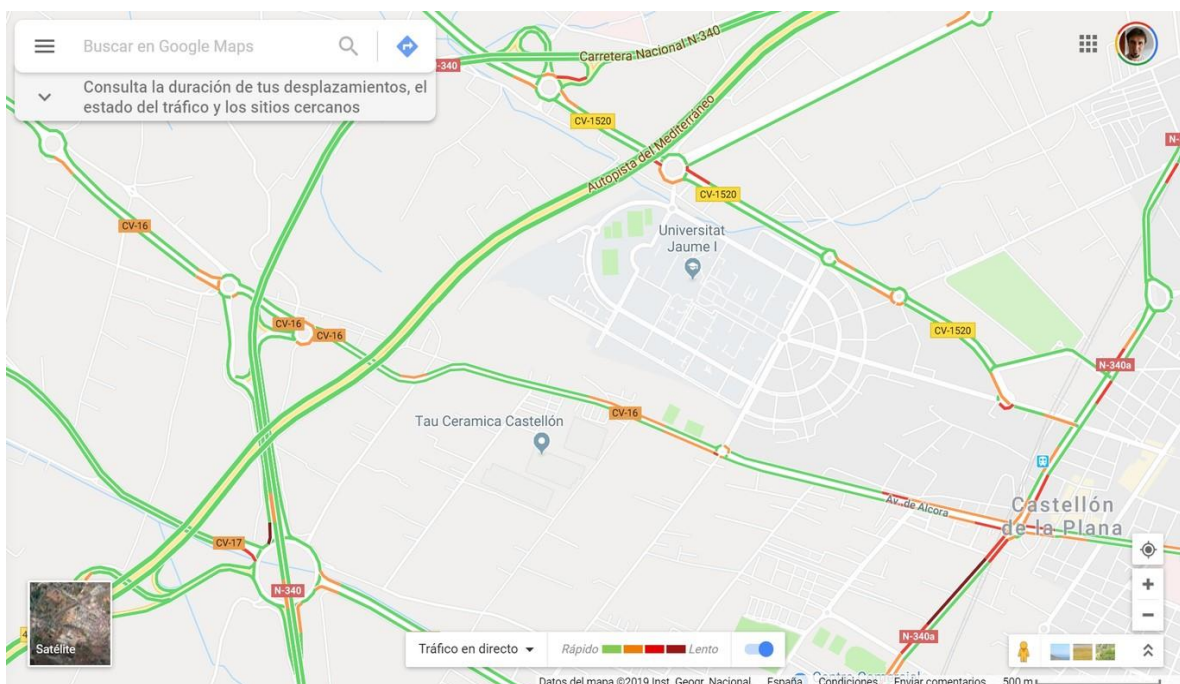 Buscar en Google Maps
Consulta la duración de tus desplazamientos, el
estado del tráfico y los sitios cercanos
Carretera Nacional N-340
N-340
CV-1520
Autopista del Mediterráneo
CV-1520
CV-16
Universitat
Jaume I
CV-16
CV-16
CV-1520
N-340a
Tau Ceramica Castellón
CV-16
Av. de Alcora
Castellón
de la Plana
CV-17
N-340
N-340a
Satélite
Tráfico en directo
Rápido
Lento
Datos del mapa ©2019 Inst. Geogr. Nacional España Condiciones Enviar comentarios 500 m